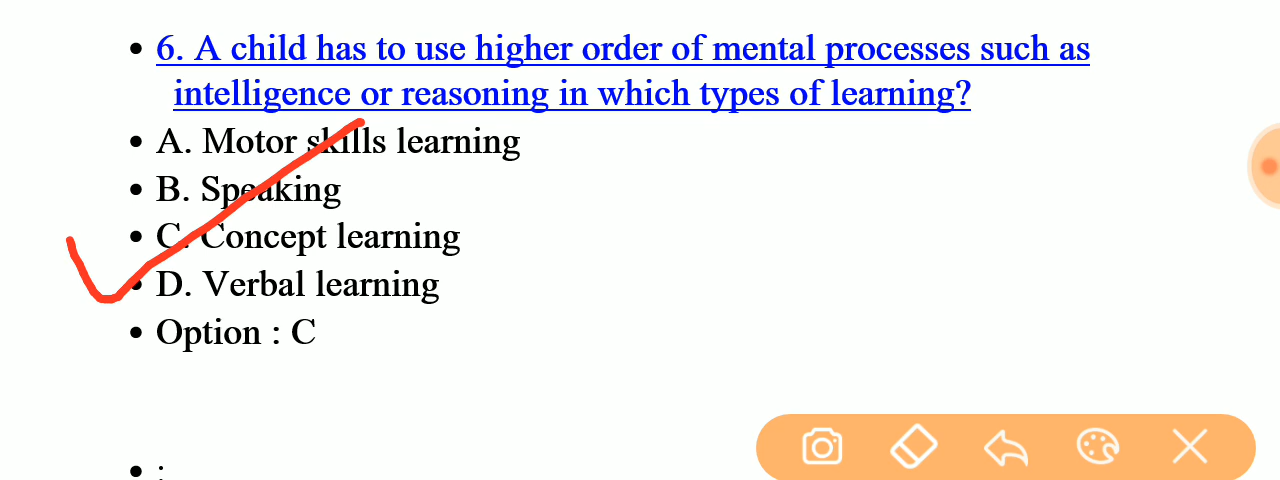 • 6. A child has to use higher order of mental processes such as
intelligence or reasoning in which types of learning?
• A. Motor skills learning
• B. Speaking
• C. Concept learning
• D. Verbal learning
• Option : C
• :